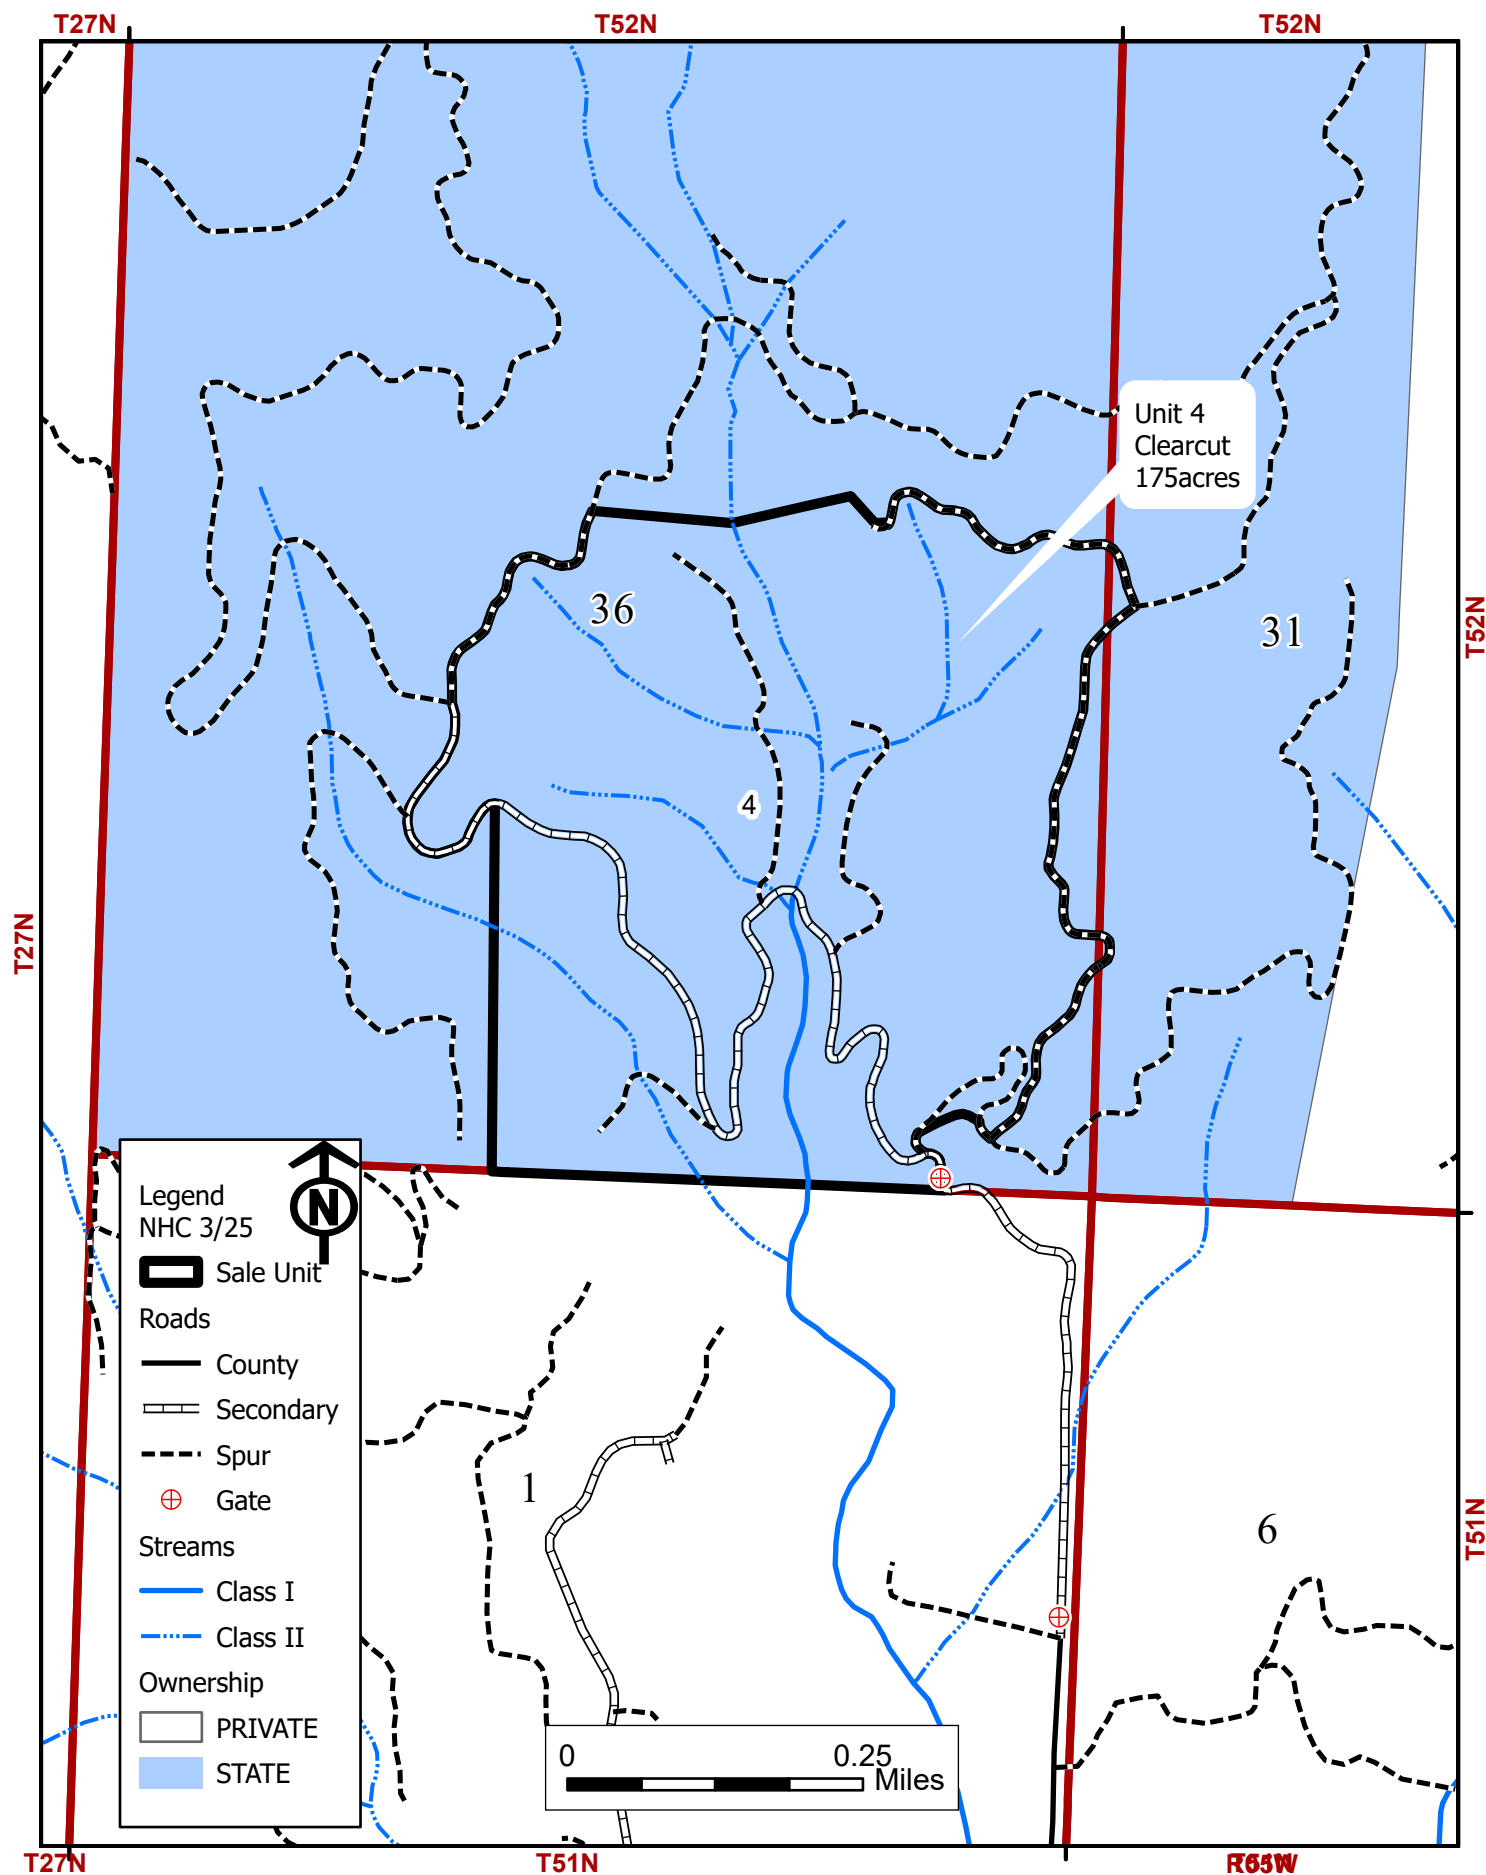 T27N
T52N
T52N
Unit 4
Clearcut
175acres
36
31
T52N
4
T27N
Legend
NHC 3/25
N
Sale Unit
Roads
County
Secondary
Spur
Gate
Streams
Class I
Class II
Ownership
PRIVATE
STATE
1
6
T51N
0
0.25
Miles
T27N
T51N